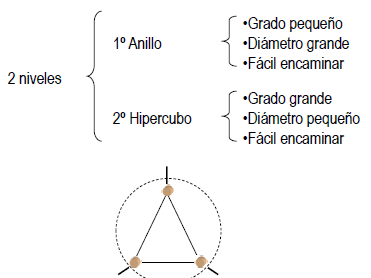 2 niveles
1º Anillo
•Grado pequeño
•Diámetro grande
•Fácil encaminar
2º Hipercubo
•Grado grande
•Diámetro pequeño
•Fácil encaminar